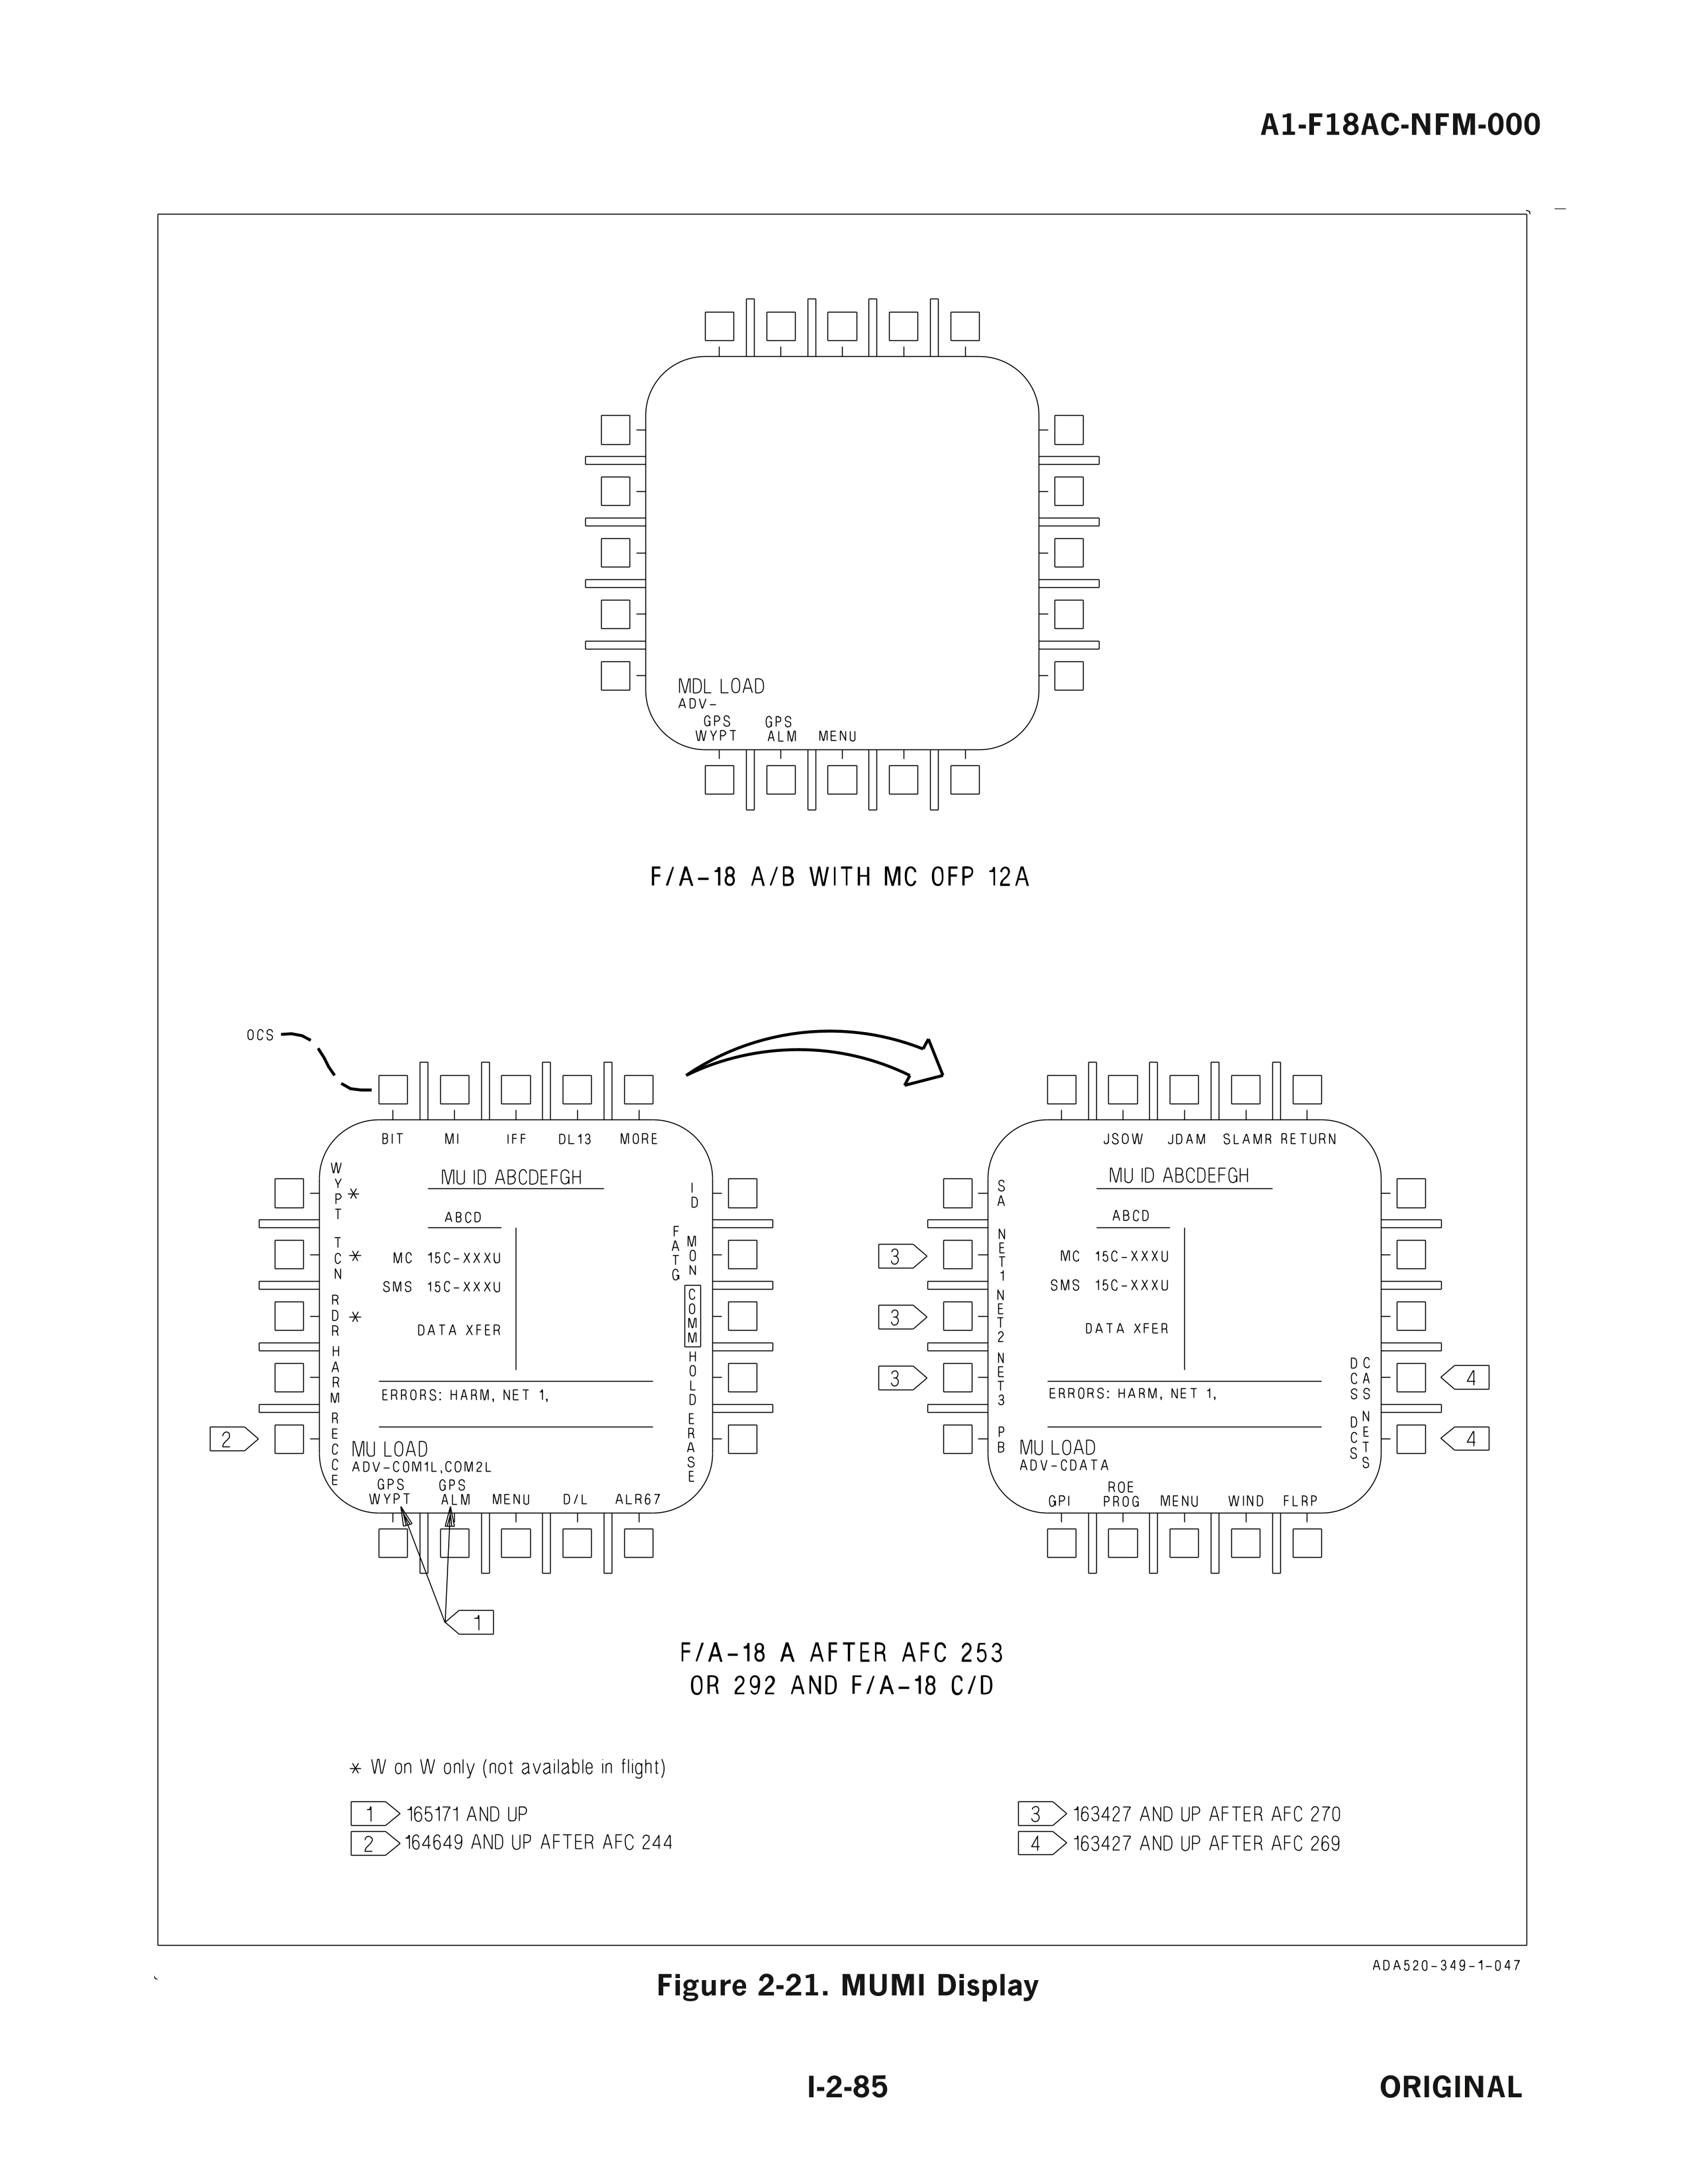 A1-F18AC-NFM-000
MDL LOAD
ADV-
GPS WYPT
GPS ALM
MENU
F/A-18 A/B WITH MC OFP 12A
OCS
BIT MI IFF DL13 MORE
WYPT *
TCN *
RDR *
HARM
RECCE
MU ID ABCDEFGH
ABCD
MC 15C-XXXU
SMS 15C-XXXU
DATA XFER
ERRORS: HARM, NET 1,
ID
FATG MON
COMM
HOLD
ERASE
2
MU LOAD
ADV-COM1L,COM2L
GPS WYPT
GPS ALM
MENU D/L ALR67
1
JSOW JDAM SLAMR RETURN
SA
NET1
NET2
NET3
PB
3
3
3
MU ID ABCDEFGH
ABCD
MC 15C-XXXU
SMS 15C-XXXU
DATA XFER
ERRORS: HARM, NET 1,
DCS CAS
DCS NETS
4
4
MU LOAD
ADV-CDATA
GPI
ROE PROG
MENU WIND FLRP
F/A-18 A AFTER AFC 253
OR 292 AND F/A-18 C/D
* W on W only (not available in flight)
1 165171 AND UP
2 164649 AND UP AFTER AFC 244
3 163427 AND UP AFTER AFC 270
4 163427 AND UP AFTER AFC 269
ADA520-349-1-047
Figure 2-21. MUMI Display
I-2-85
ORIGINAL